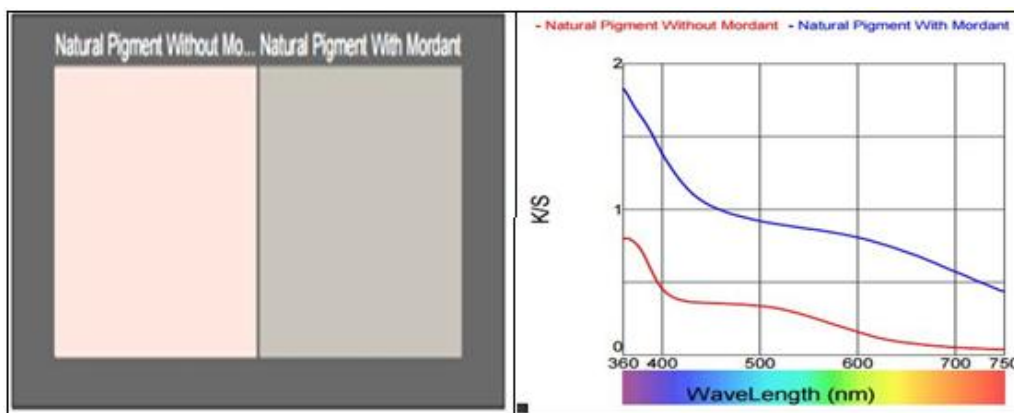 Natural Pigment Without Mo... Natural Pigment With Mordant
- Natural Pigment Without Mordant - Natural Pigment With Mordant
2
1
0
K/S
360 400 500 600 700 750
WaveLength (nm)